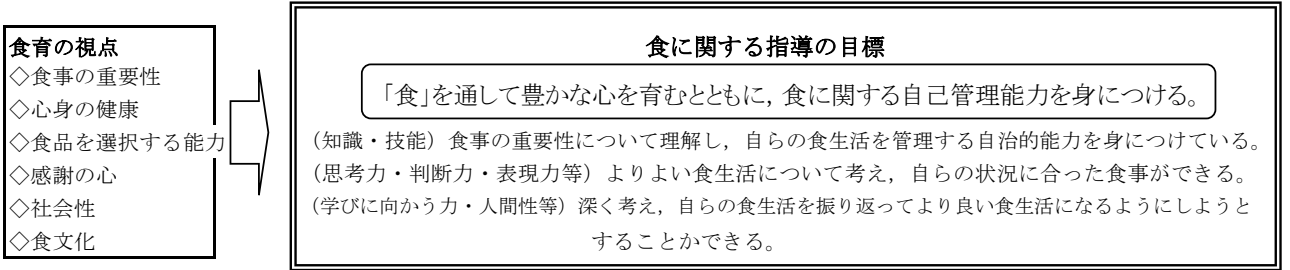 食育の視点
◇食事の重要性
◇心身の健康
◇食品を選択する能力
◇感謝の心
◇社会性
◇食文化
食に関する指導の目標
「食」を通して豊かな心を育むとともに，食に関する自己管理能力を身につける。
（知識・技能）食事の重要性について理解し，自らの食生活を管理する自治的能力を身につけている。
（思考力・判断力・表現力等）よりよい食生活について考え，自らの状況に合った食事ができる。
（学びに向かう力・人間性等）深く考え，自らの食生活を振り返ってより良い食生活になるようにしようと
することかできる。